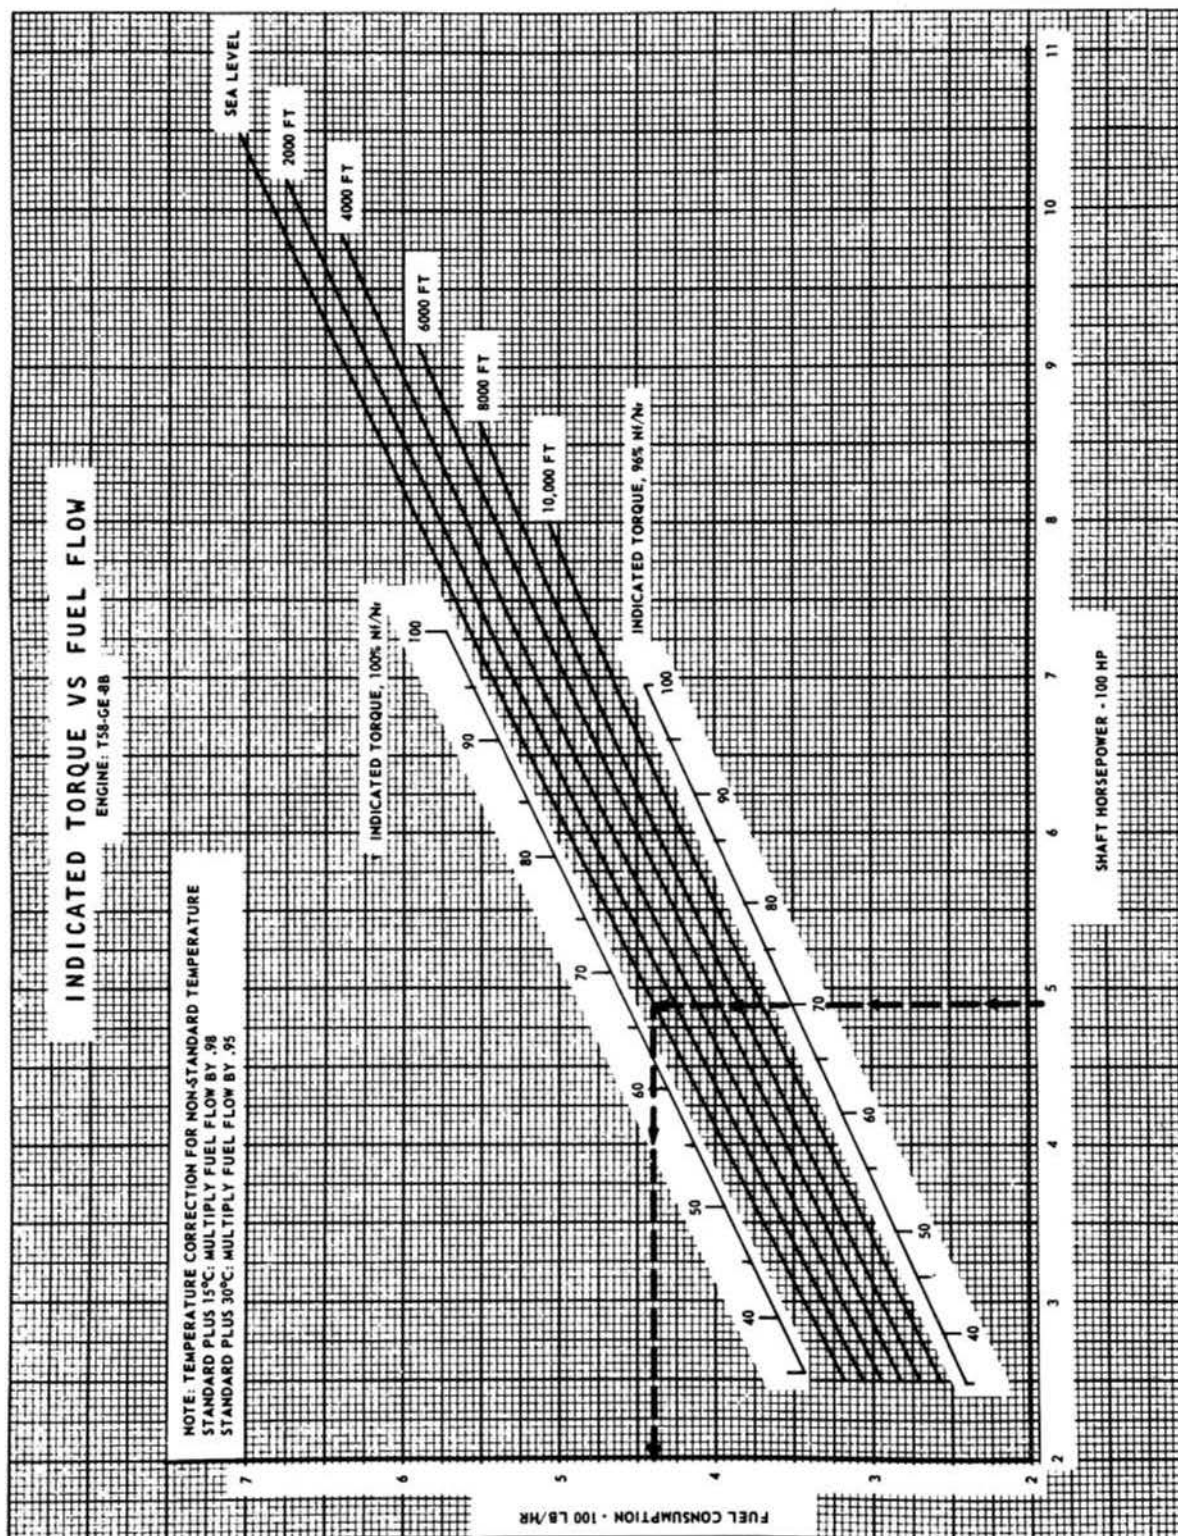 INDICATED TORQUE VS FUEL FLOW
ENGINE: T58-GE-8B
NOTE: TEMPERATURE CORRECTION FOR NON-STANDARD TEMPERATURE
STANDARD PLUS 15°C: MULTIPLY FUEL FLOW BY .98
STANDARD PLUS 30°C: MULTIPLY FUEL FLOW BY .95
SEA LEVEL
2000 FT
4000 FT
6000 FT
8000 FT
10,000 FT
INDICATED TORQUE, 100% Nf/Nr
40
50
60
70
80
90
100
INDICATED TORQUE, 96% Nf/Nr
40
50
60
70
80
90
100
FUEL CONSUMPTION - 100 LB/HR
7
6
5
4
3
2
2
3
4
5
6
7
8
9
10
11
SHAFT HORSEPOWER - 100 HP